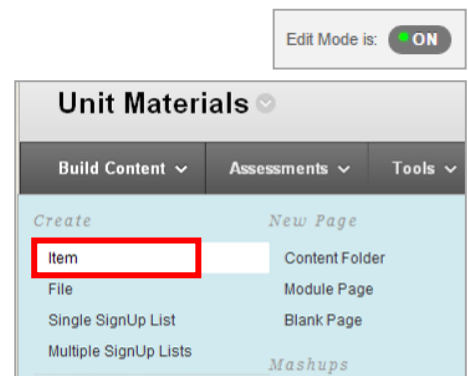 Edit Mode is: ON
Unit Materials
Build Content Assessments Tools
Create New Page
Item Content Folder
File Module Page
Single SignUp List Blank Page
Multiple SignUp Lists
Mashups